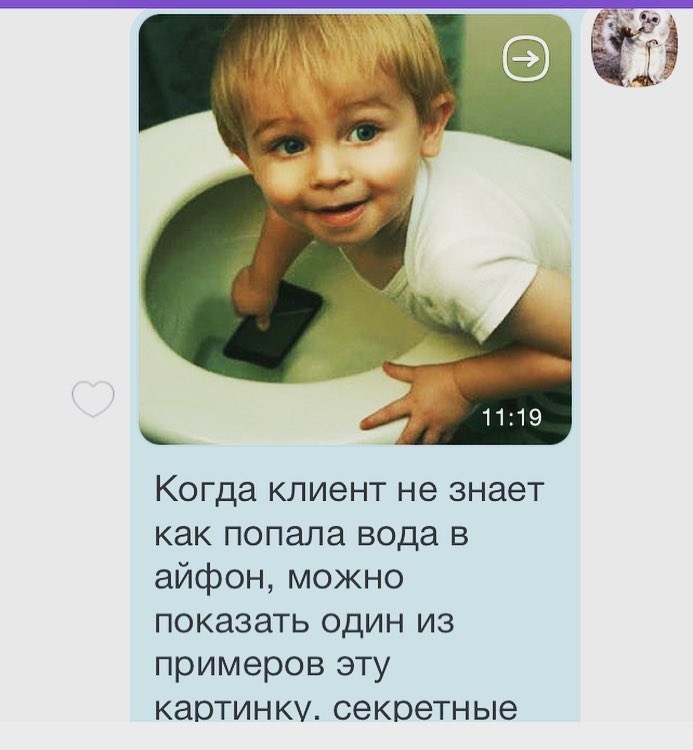 11:19
Когда клиент не знает
как попала вода в
айфон, можно
показать один из
примеров эту
картинку. секретные